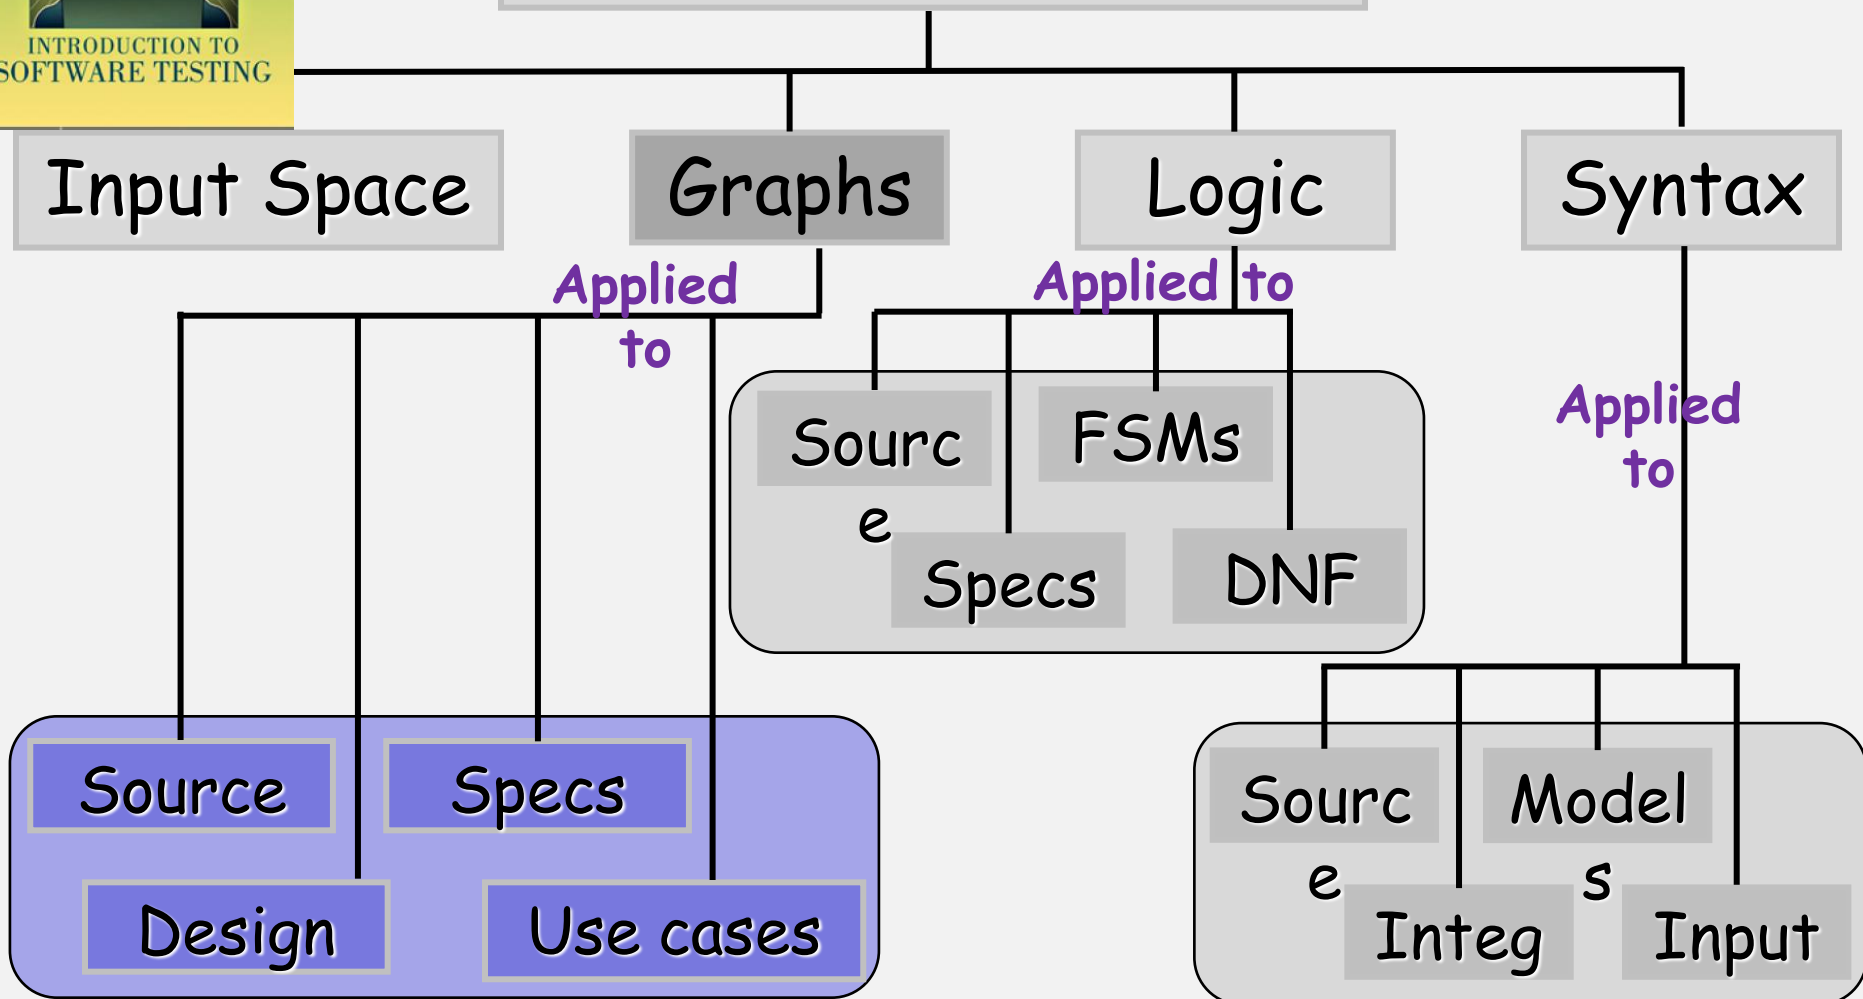 INTRODUCTION TO
SOFTWARE TESTING
Input Space
Graphs
Logic
Syntax
Applied
to
Applied to
Applied
to
Sourc
e
FSMs
Specs
DNF
Source
Specs
Design
Use cases
Sourc
e
Model
s
Integ
Input